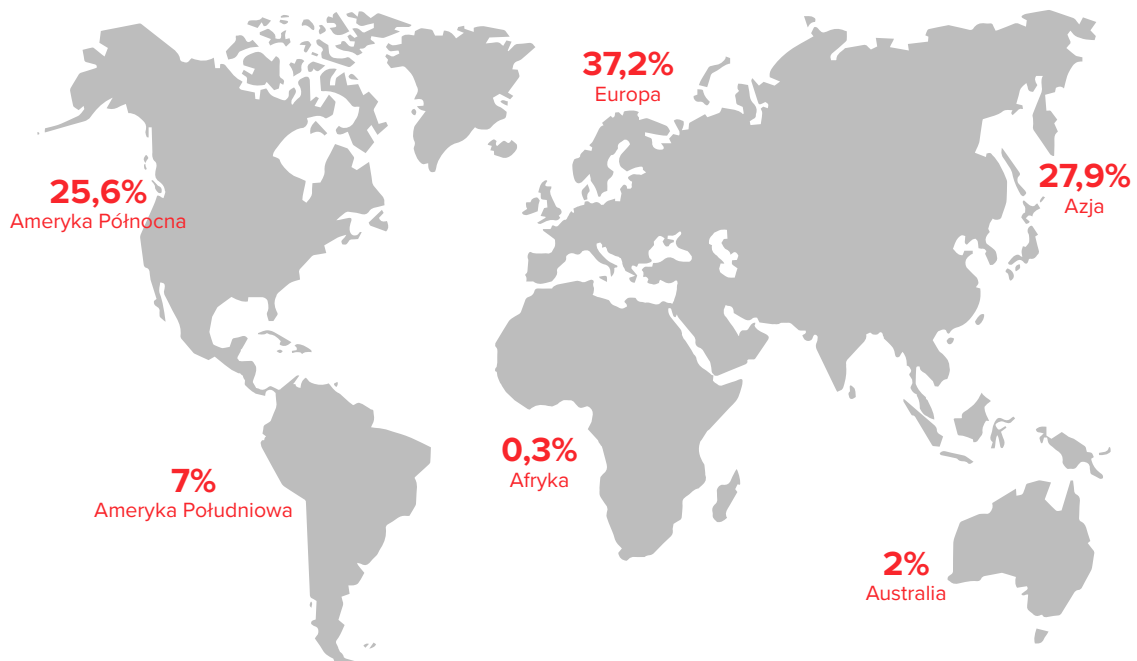 37,2%
Europa
25,6%
Ameryka Północna
27,9%
Azja
0,3%
Afryka
7%
Ameryka Południowa
2%
Australia